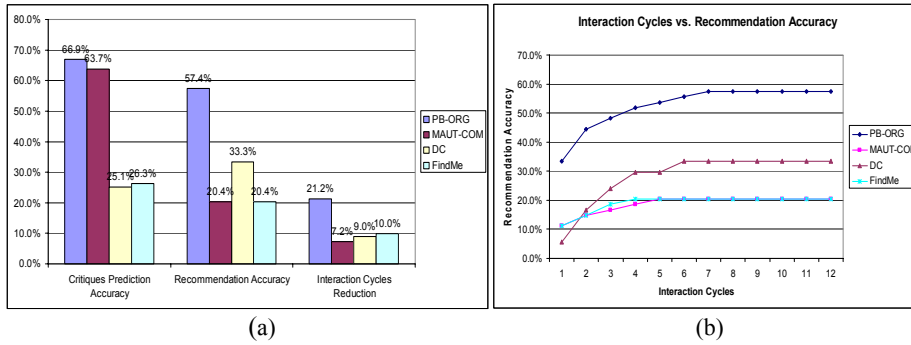 80.0%
70.0%
60.0%
50.0%
40.0%
30.0%
20.0%
10.0%
0.0%
66.9%
63.7%
25.1%
26.3%
57.4%
20.4%
33.3%
20.4%
21.2%
7.2%
9.0%
10.0%
Critiques Prediction
Accuracy
Recommendation Accuracy
Interaction Cycles
Reduction
PB-ORG
MAUT-COM
DC
FindMe
(a)
Interaction Cycles vs. Recommendation Accuracy
Recommendation Accuracy
70.0%
60.0%
50.0%
40.0%
30.0%
20.0%
10.0%
0.0%
1 2 3 4 5 6 7 8 9 10 11 12
Interaction Cycles
PB-ORG
MAUT-COM
DC
FindMe
(b)